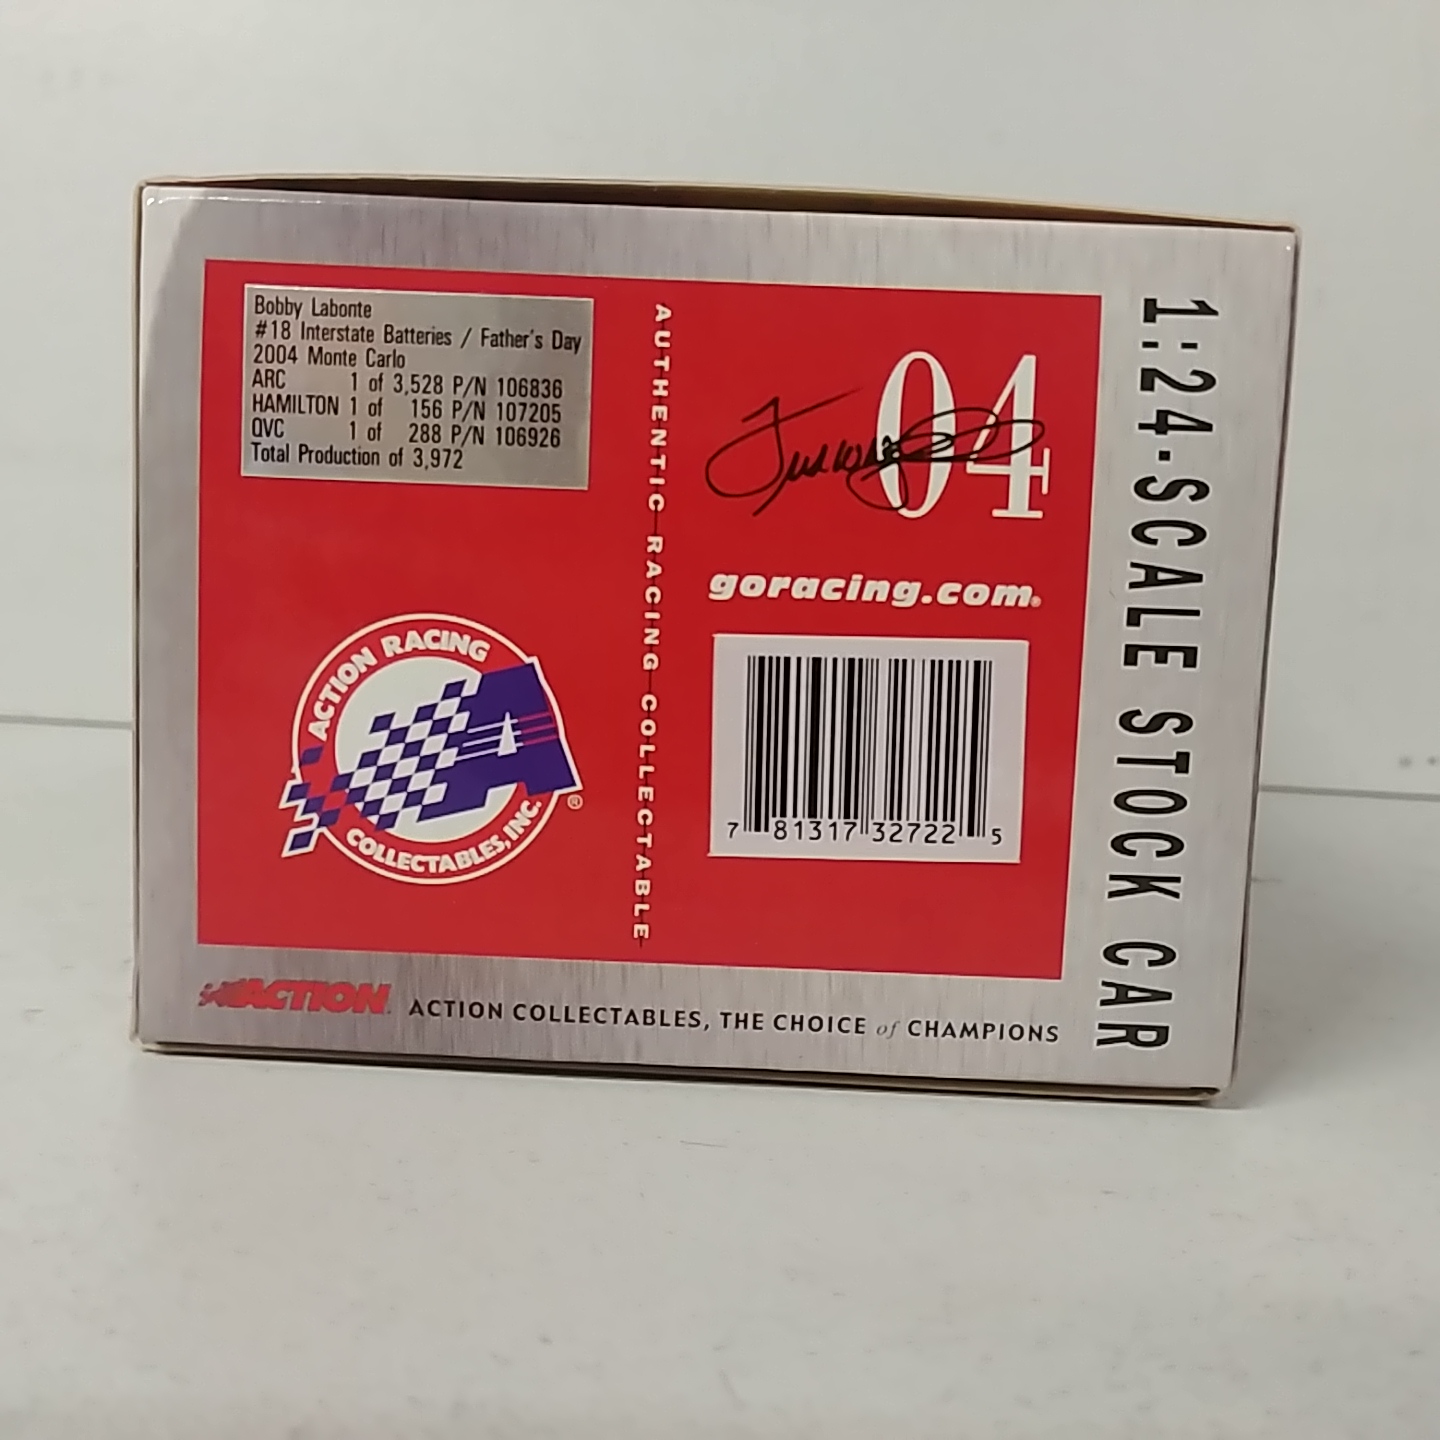 Bobby Labonte
#18 Interstate Batteries / Father's Day
2004 Monte Carlo
ARC 1 of 3,528 P/N 106836
HAMILTON 1 of 156 P/N 107205
QVC 1 of 288 P/N 106926
Total Production of 3,972
ACTION RACING
COLLECTABLES, INC.®
AUTHENTIC RACING COLLECTABLE
04
goracing.com®
7 81317 32722 5
1:24-SCALE STOCK CAR
ACTION
ACTION COLLECTABLES, THE CHOICE of CHAMPIONS